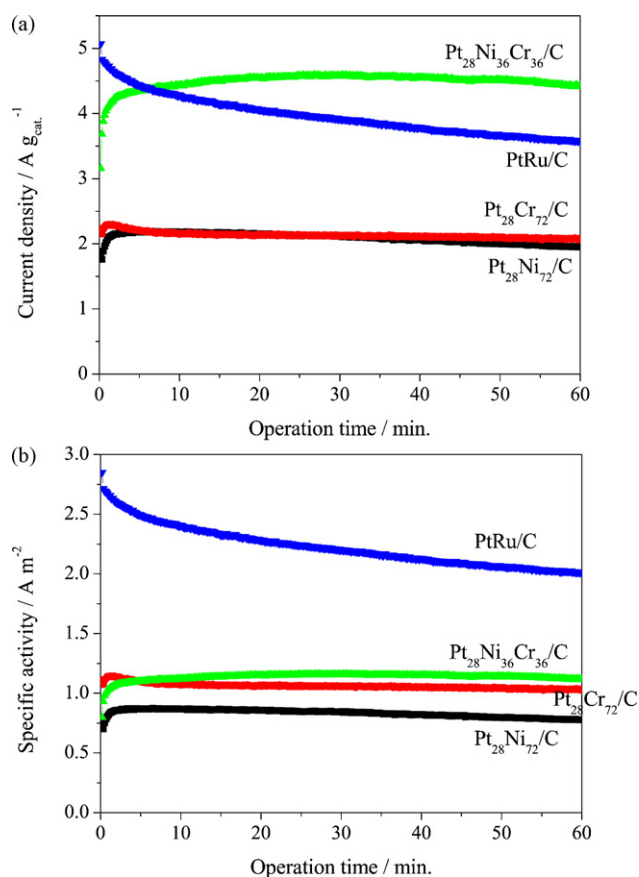 (a)
Current density / A g_cat.^-1
6
5
4
3
2
1
0
Pt28Ni36Cr36/C
PtRu/C
Pt28Cr72/C
Pt28Ni72/C
0 10 20 30 40 50 60
Operation time / min.
(b)
Specific activity / A m^-2
3.0
2.5
2.0
1.5
1.0
0.5
0.0
PtRu/C
Pt28Ni36Cr36/C
Pt28Cr72/C
Pt28Ni72/C
0 10 20 30 40 50 60
Operation time / min.